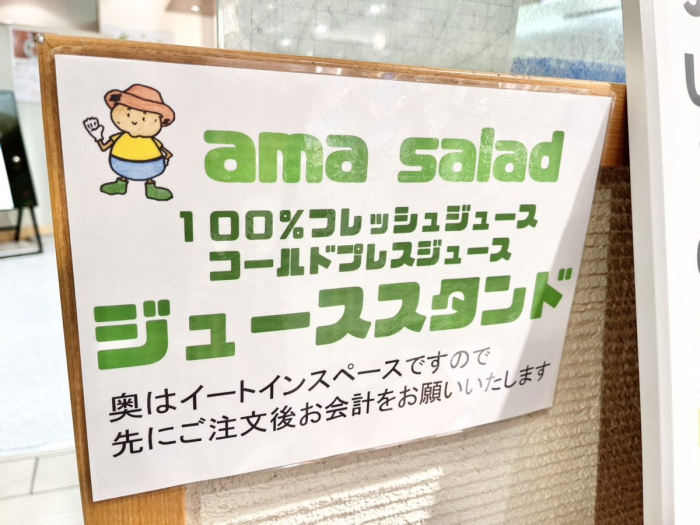 ama salad
100%フレッシュジュース
コールドプレスジュース
ジューススタンド
奥はイートインスペースですので
先にご注文後お会計をお願いいたします